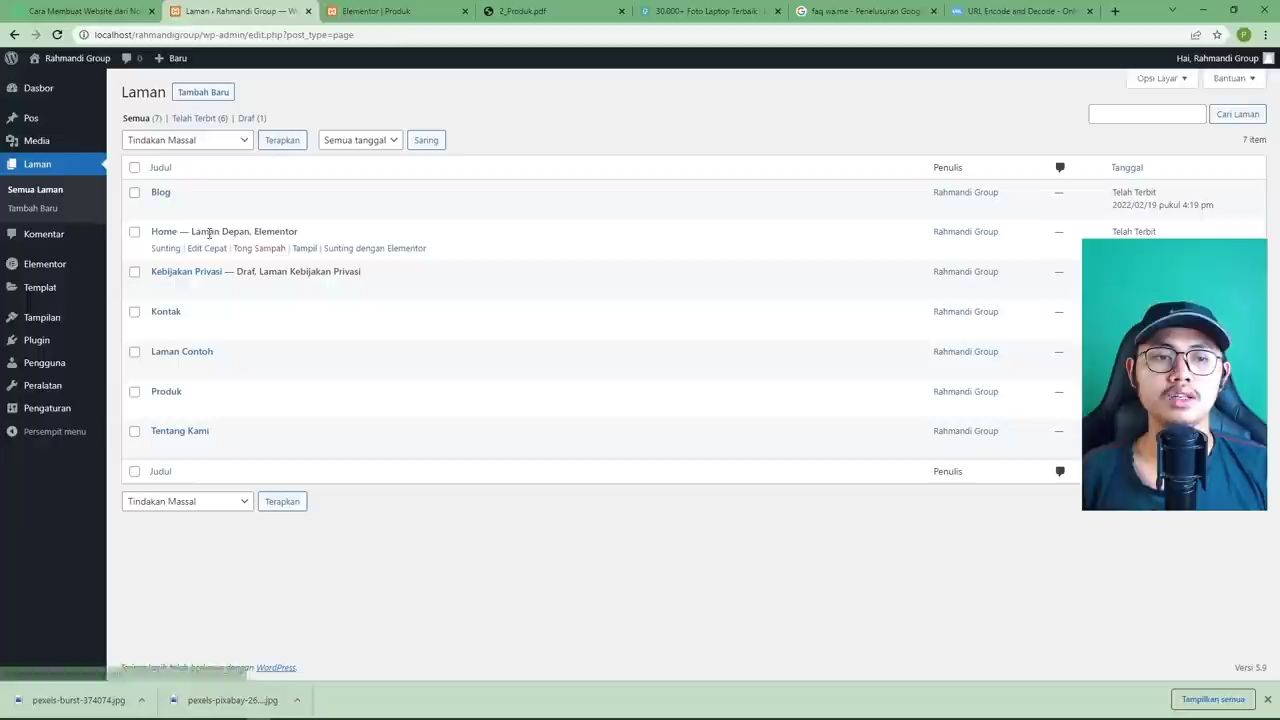 Cara Membuat Website dari No
Laman ‹ Rahmandi Group — W
Elementor | Produk
2_Produk.pdf
30.000+ Foto Laptop Terbaik
faq wa.me - Penelusuran Google
URL Encode and Decode - Onli
localhost/rahmandigroup/wp-admin/edit.php?post_type=page
P
Rahmandi Group
0
Baru
Hai, Rahmandi Group
Dasbor
Pos
Media
Laman
Semua Laman
Tambah Baru
Komentar
Elementor
Templat
Tampilan
Plugin
Pengguna
Peralatan
Pengaturan
Persempit menu
Laman
Tambah Baru
Opsi Layar
Bantuan
Semua (7) | Telah Terbit (6) | Draf (1)
Cari Laman
Tindakan Massal
Terapkan
Semua tanggal
Saring
7 item
Judul
Penulis
Tanggal
Blog
Rahmandi Group
—
Telah Terbit
2022/02/19 pukul 4:19 pm
Home — Laman Depan, Elementor
Rahmandi Group
—
Telah Terbit
Sunting | Edit Cepat | Tong Sampah | Tampil | Sunting dengan Elementor
Kebijakan Privasi — Draf, Laman Kebijakan Privasi
Rahmandi Group
—
Kontak
Rahmandi Group
—
Laman Contoh
Rahmandi Group
—
Produk
Rahmandi Group
—
Tentang Kami
Rahmandi Group
—
Judul
Penulis
Tindakan Massal
Terapkan
dengan WordPress.
Versi 5.9
pexels-burst-374074.jpg
pexels-pixabay-26....jpg
Tampilkan semua